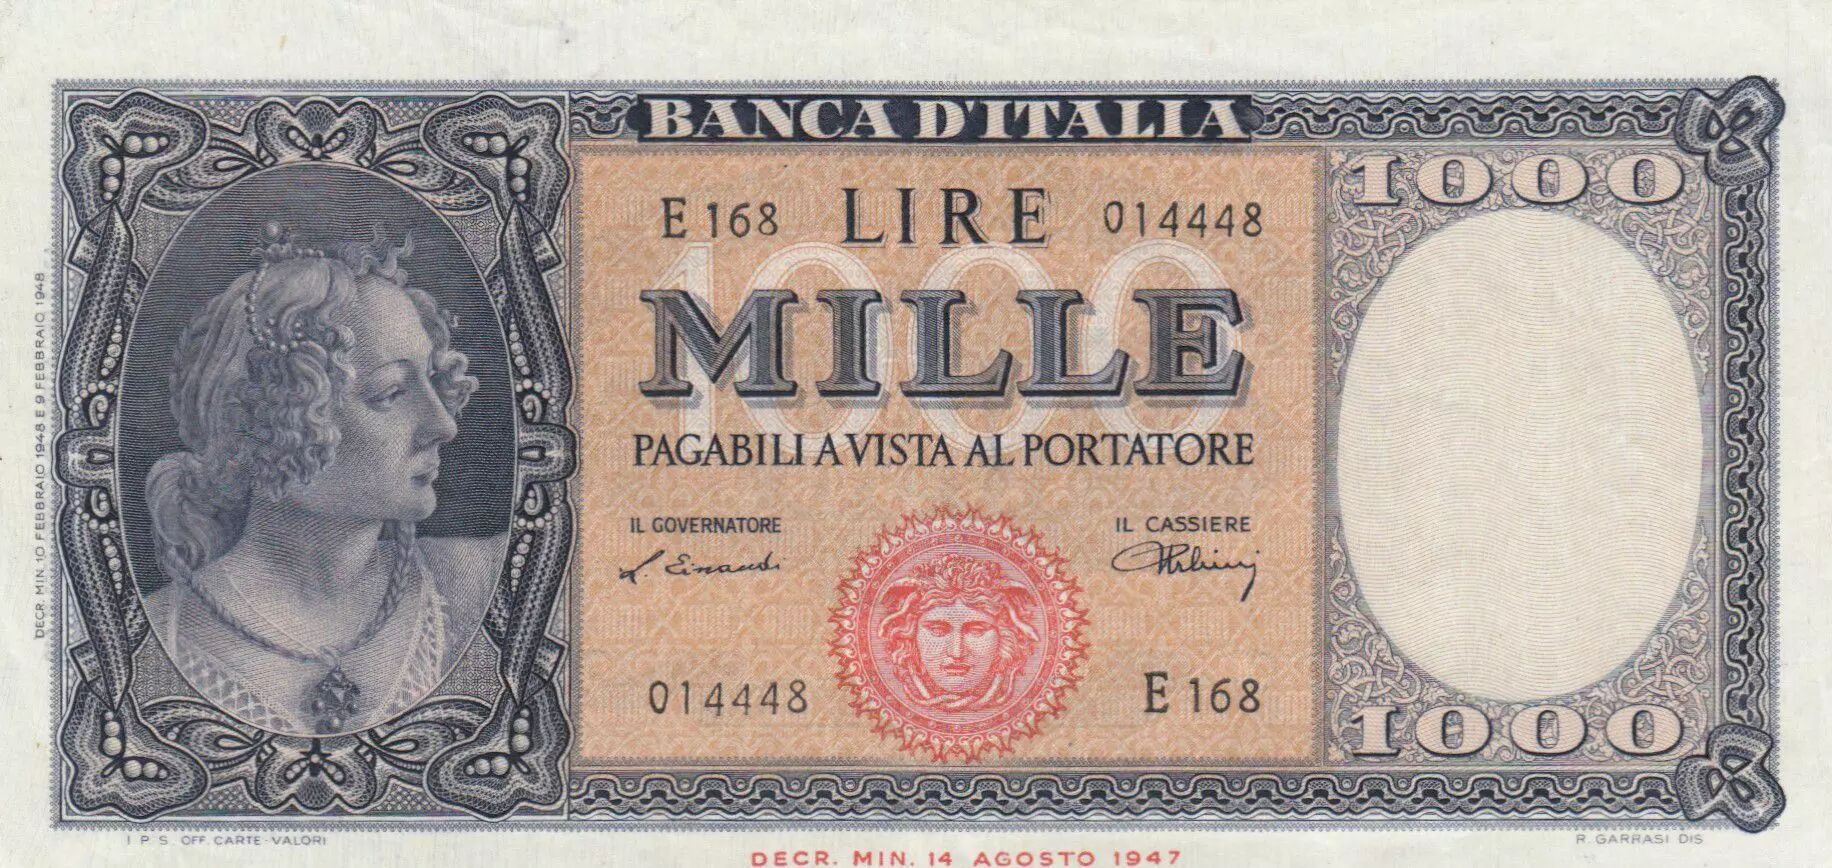 BANCA D'ITALIA
1000
E 168 LIRE 014448
1000
MILLE
PAGABILI A VISTA AL PORTATORE
IL GOVERNATORE
IL CASSIERE
L. Einaudi
014448
E 168
1000
DECR. MIN. 10 FEBBRAIO 1948 E 9 FEBBRAIO 1948
I. P. S. OFF. CARTE-VALORI
R. GARRASI DIS.
DECR. MIN. 14 AGOSTO 1947